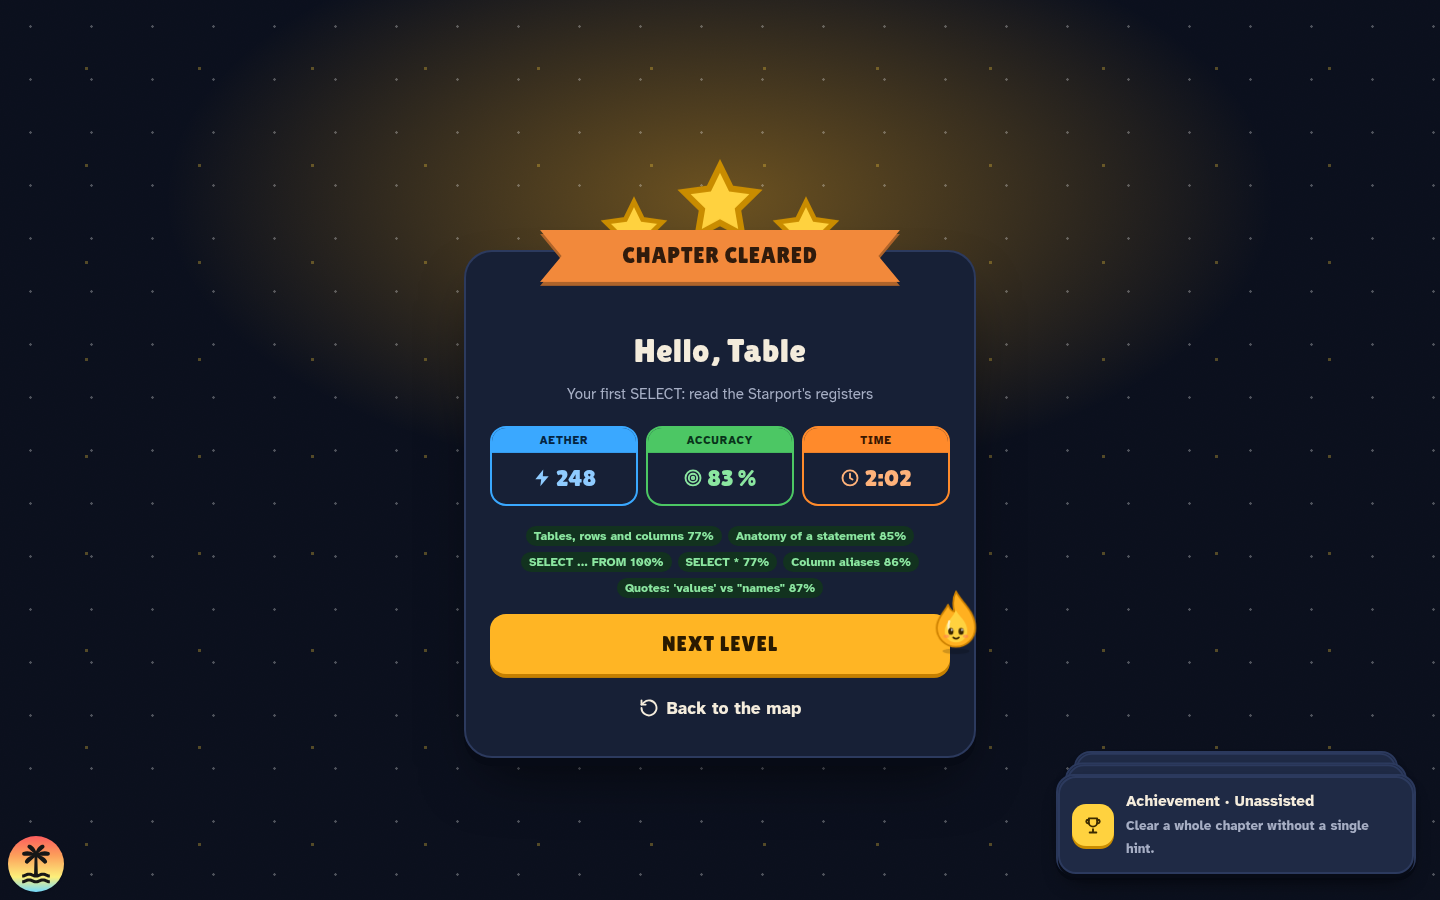 CHAPTER CLEARED
Hello, Table
Your first SELECT: read the Starport's registers
AETHER
248
ACCURACY
83 %
TIME
2:02
Tables, rows and columns 77%
Anatomy of a statement 85%
SELECT … FROM 100%
SELECT * 77%
Column aliases 86%
Quotes: 'values' vs "names" 87%
NEXT LEVEL
Back to the map
Achievement · Unassisted
Clear a whole chapter without a single
hint.